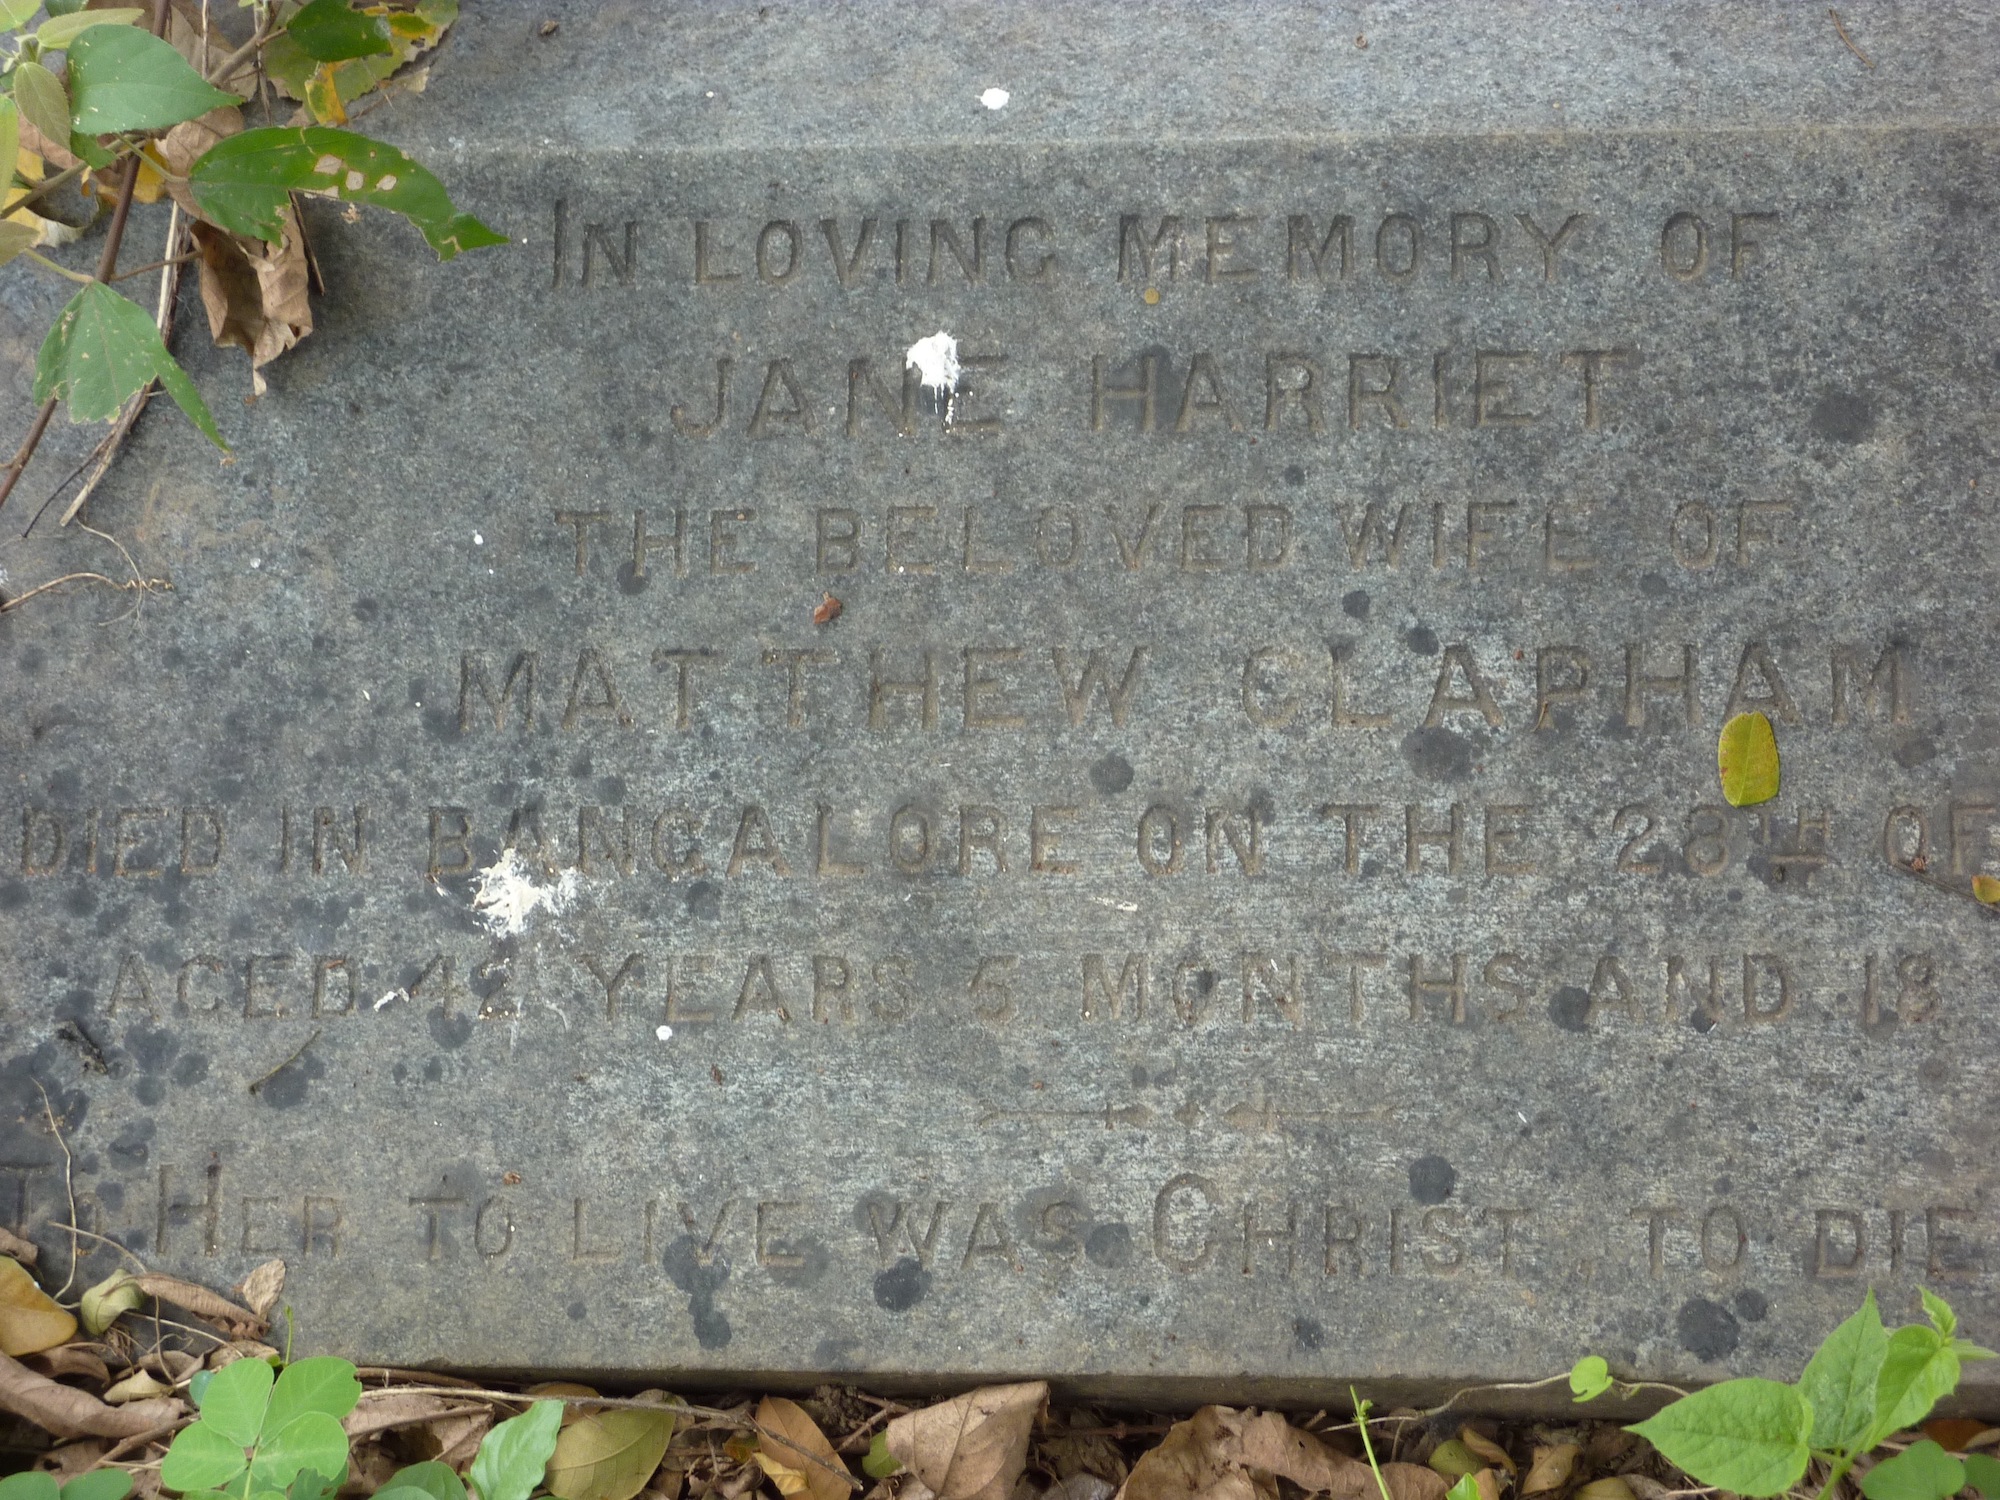 IN LOVING MEMORY OF
JANE HARRIET
THE BELOVED WIFE OF
MATTHEW CLAPHAM
DIED IN BANGALORE ON THE 28TH OF
AGED 42 YEARS 5 MONTHS AND 18
TO HER TO LIVE WAS CHRIST, TO DIE